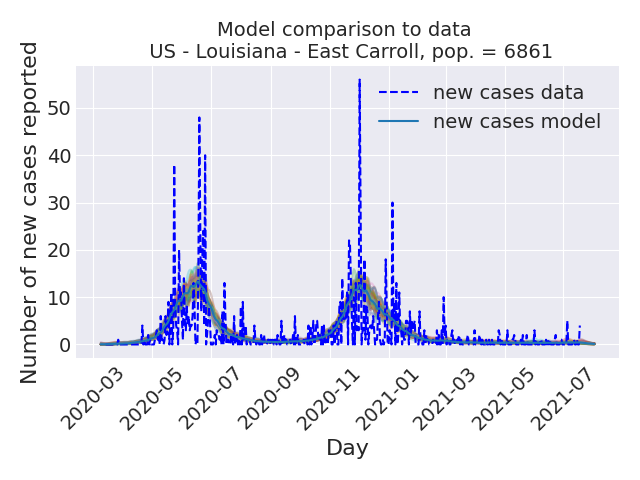 Model comparison to data
US - Louisiana - East Carroll, pop. = 6861
Number of new cases reported
50
40
30
20
10
0
new cases data
new cases model
2020-03
2020-05
2020-07
2020-09
2020-11
2021-01
2021-03
2021-05
2021-07
Day